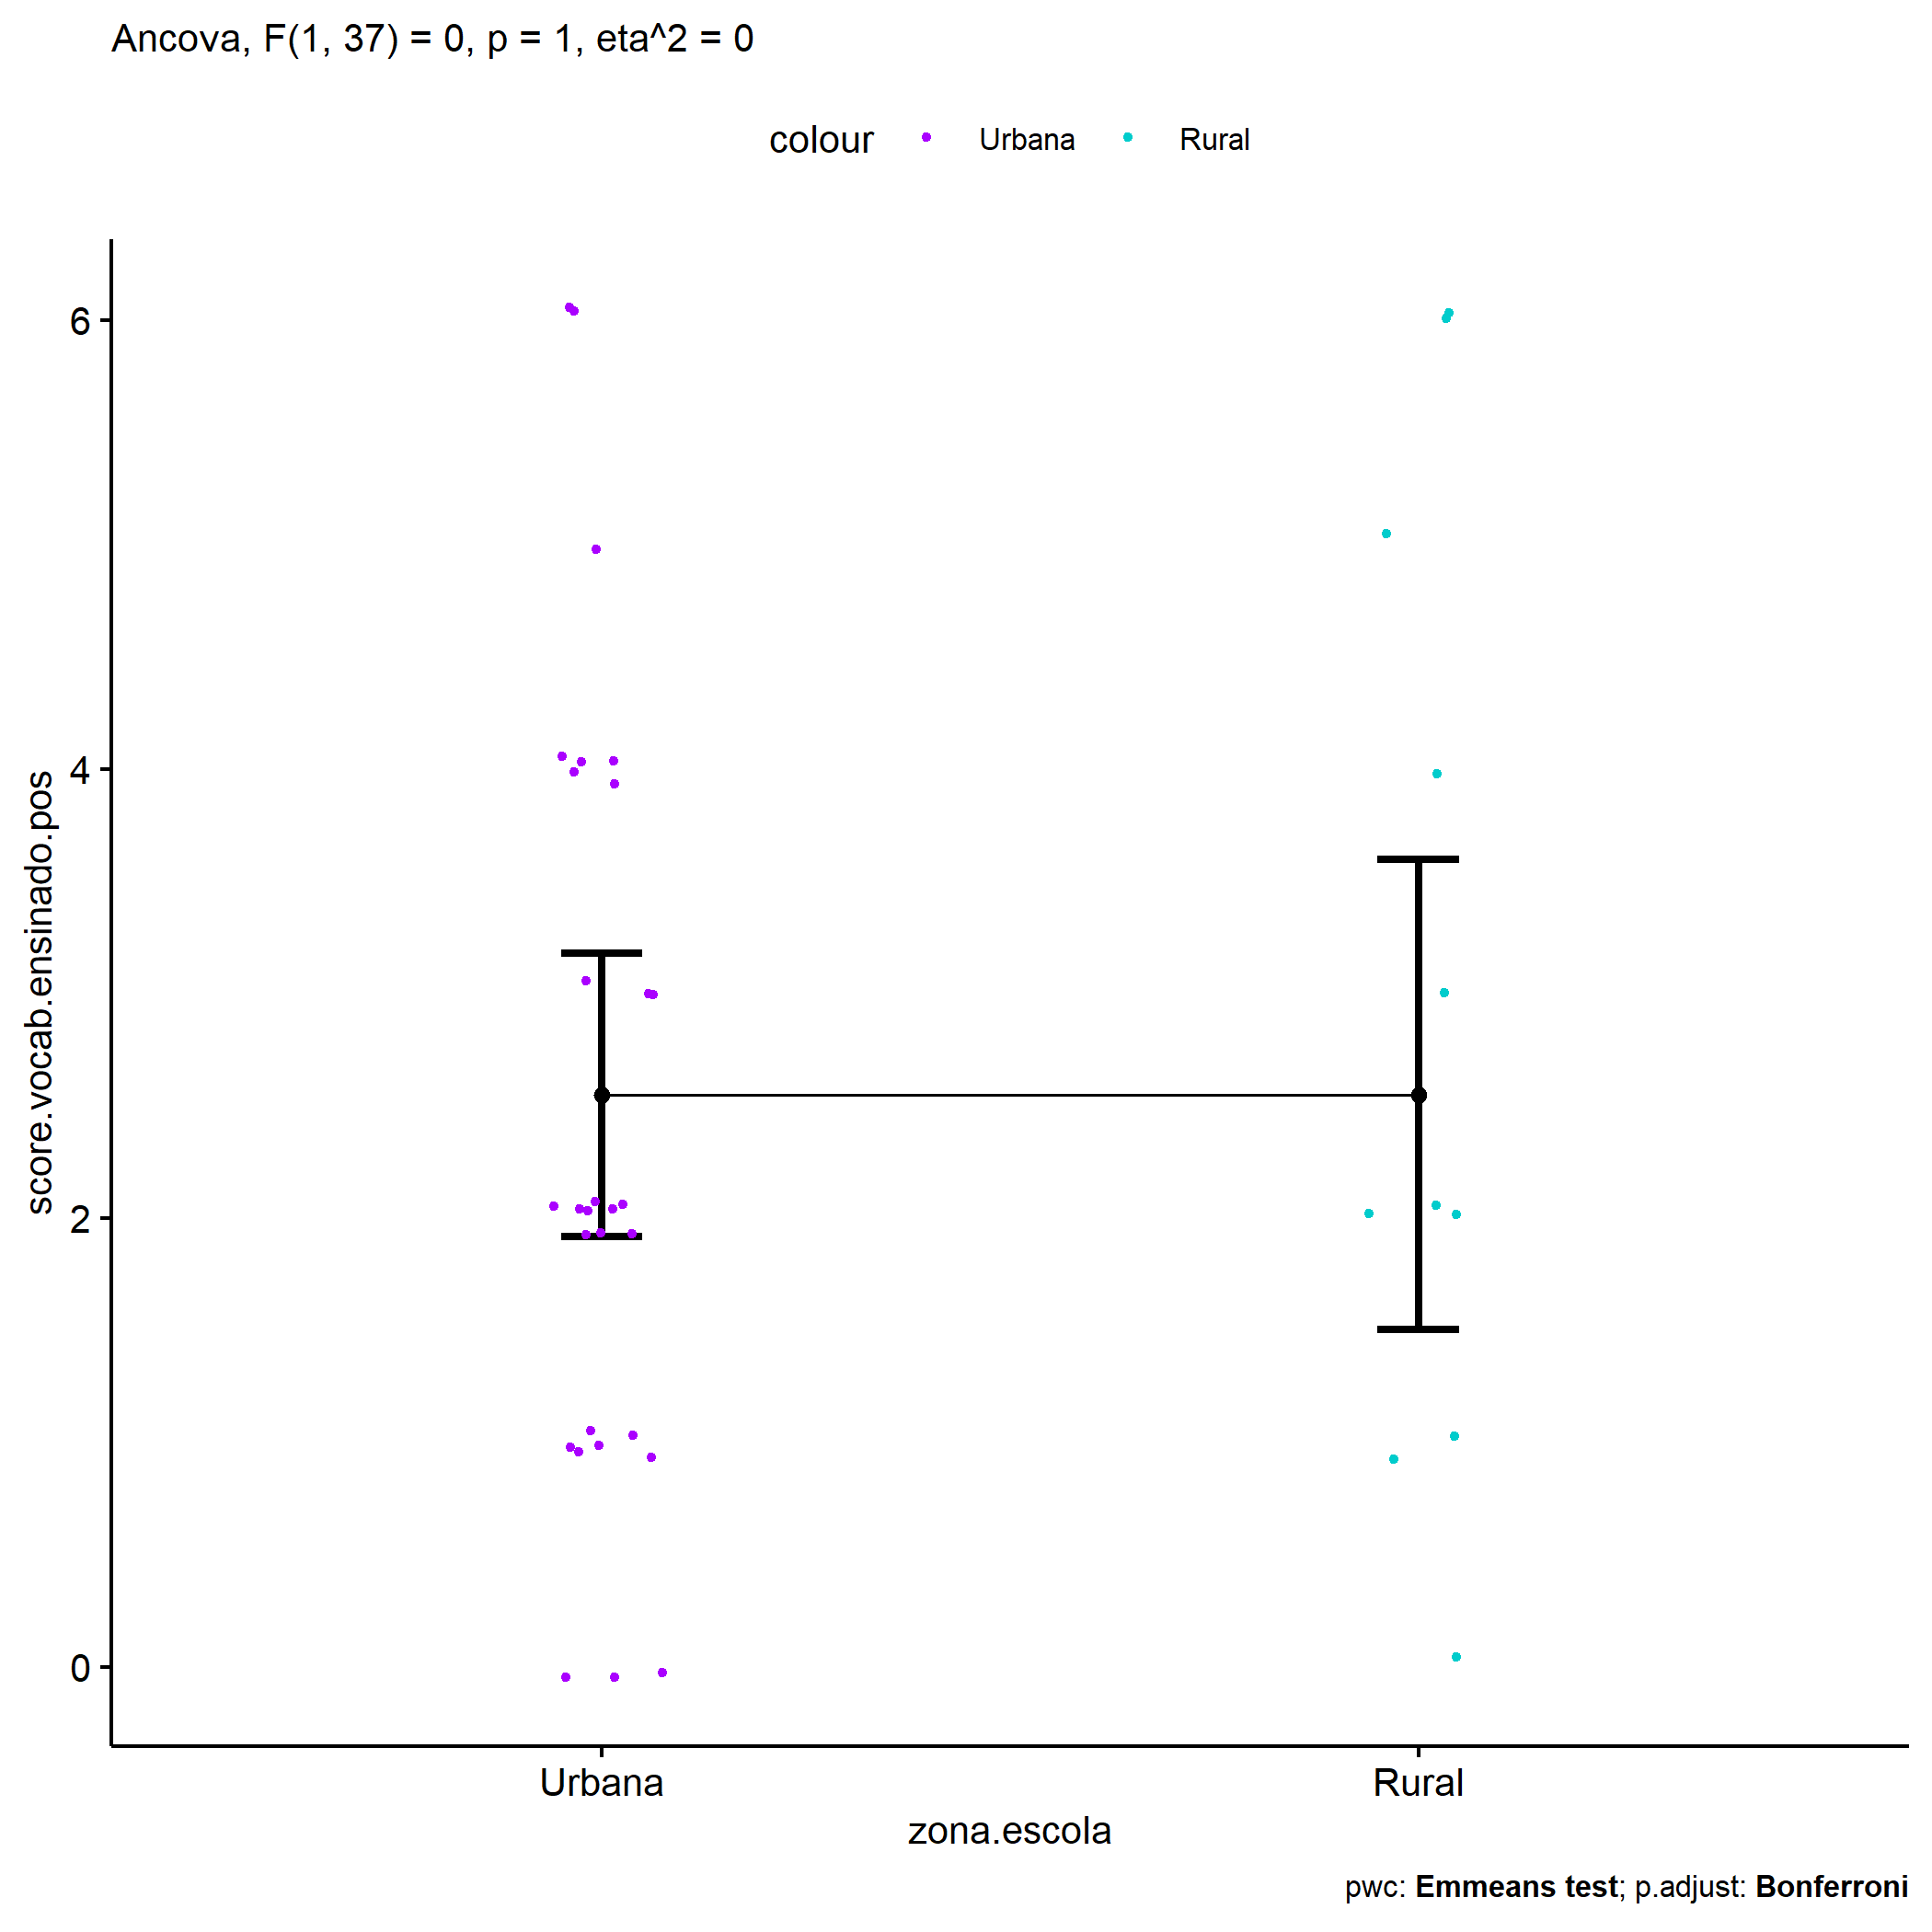 Ancova, F(1, 37) = 0, p = 1, eta^2 = 0
colour Urbana Rural
score.vocab.ensinado.pos
6
4
2
0
Urbana Rural
zona.escola
pwc: Emmeans test; p.adjust: Bonferroni